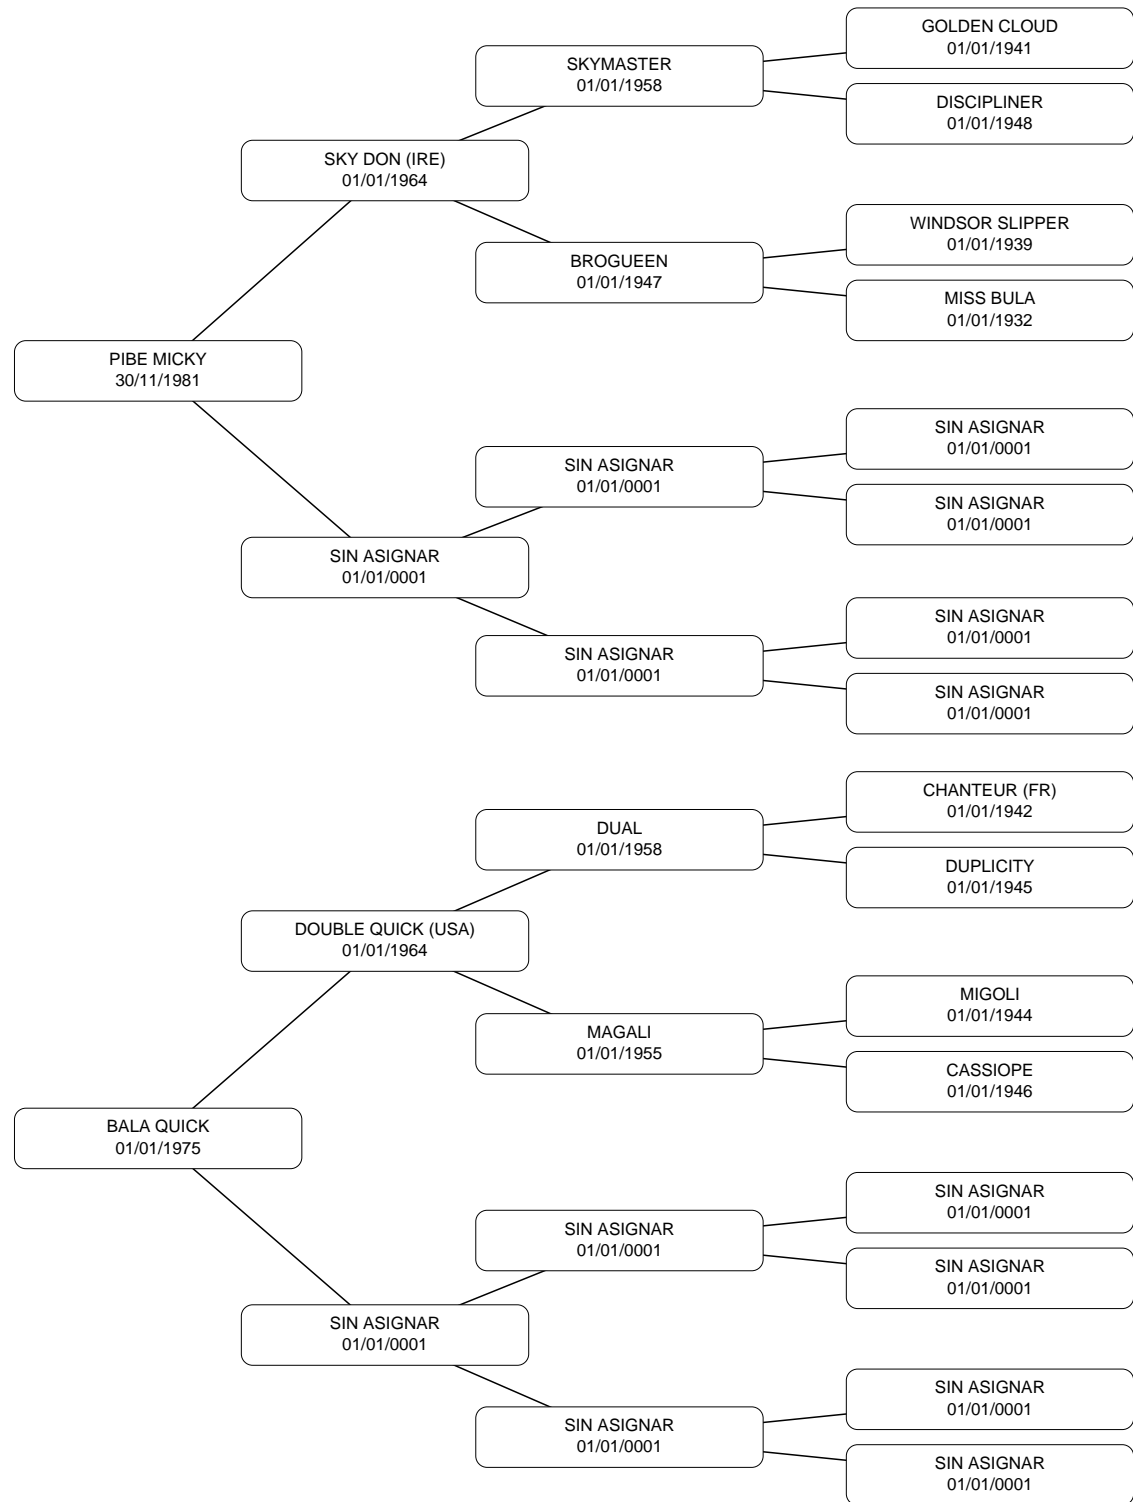 GOLDEN CLOUD
01/01/1941
SKYMASTER
01/01/1958
DISCIPLINER
01/01/1948
SKY DON (IRE)
01/01/1964
WINDSOR SLIPPER
01/01/1939
BROGUEEN
01/01/1947
MISS BULA
01/01/1932
PIBE MICKY
30/11/1981
SIN ASIGNAR
01/01/0001
SIN ASIGNAR
01/01/0001
SIN ASIGNAR
01/01/0001
SIN ASIGNAR
01/01/0001
SIN ASIGNAR
01/01/0001
SIN ASIGNAR
01/01/0001
SIN ASIGNAR
01/01/0001
CHANTEUR (FR)
01/01/1942
DUAL
01/01/1958
DUPLICITY
01/01/1945
DOUBLE QUICK (USA)
01/01/1964
MIGOLI
01/01/1944
MAGALI
01/01/1955
CASSIOPE
01/01/1946
BALA QUICK
01/01/1975
SIN ASIGNAR
01/01/0001
SIN ASIGNAR
01/01/0001
SIN ASIGNAR
01/01/0001
SIN ASIGNAR
01/01/0001
SIN ASIGNAR
01/01/0001
SIN ASIGNAR
01/01/0001
SIN ASIGNAR
01/01/0001